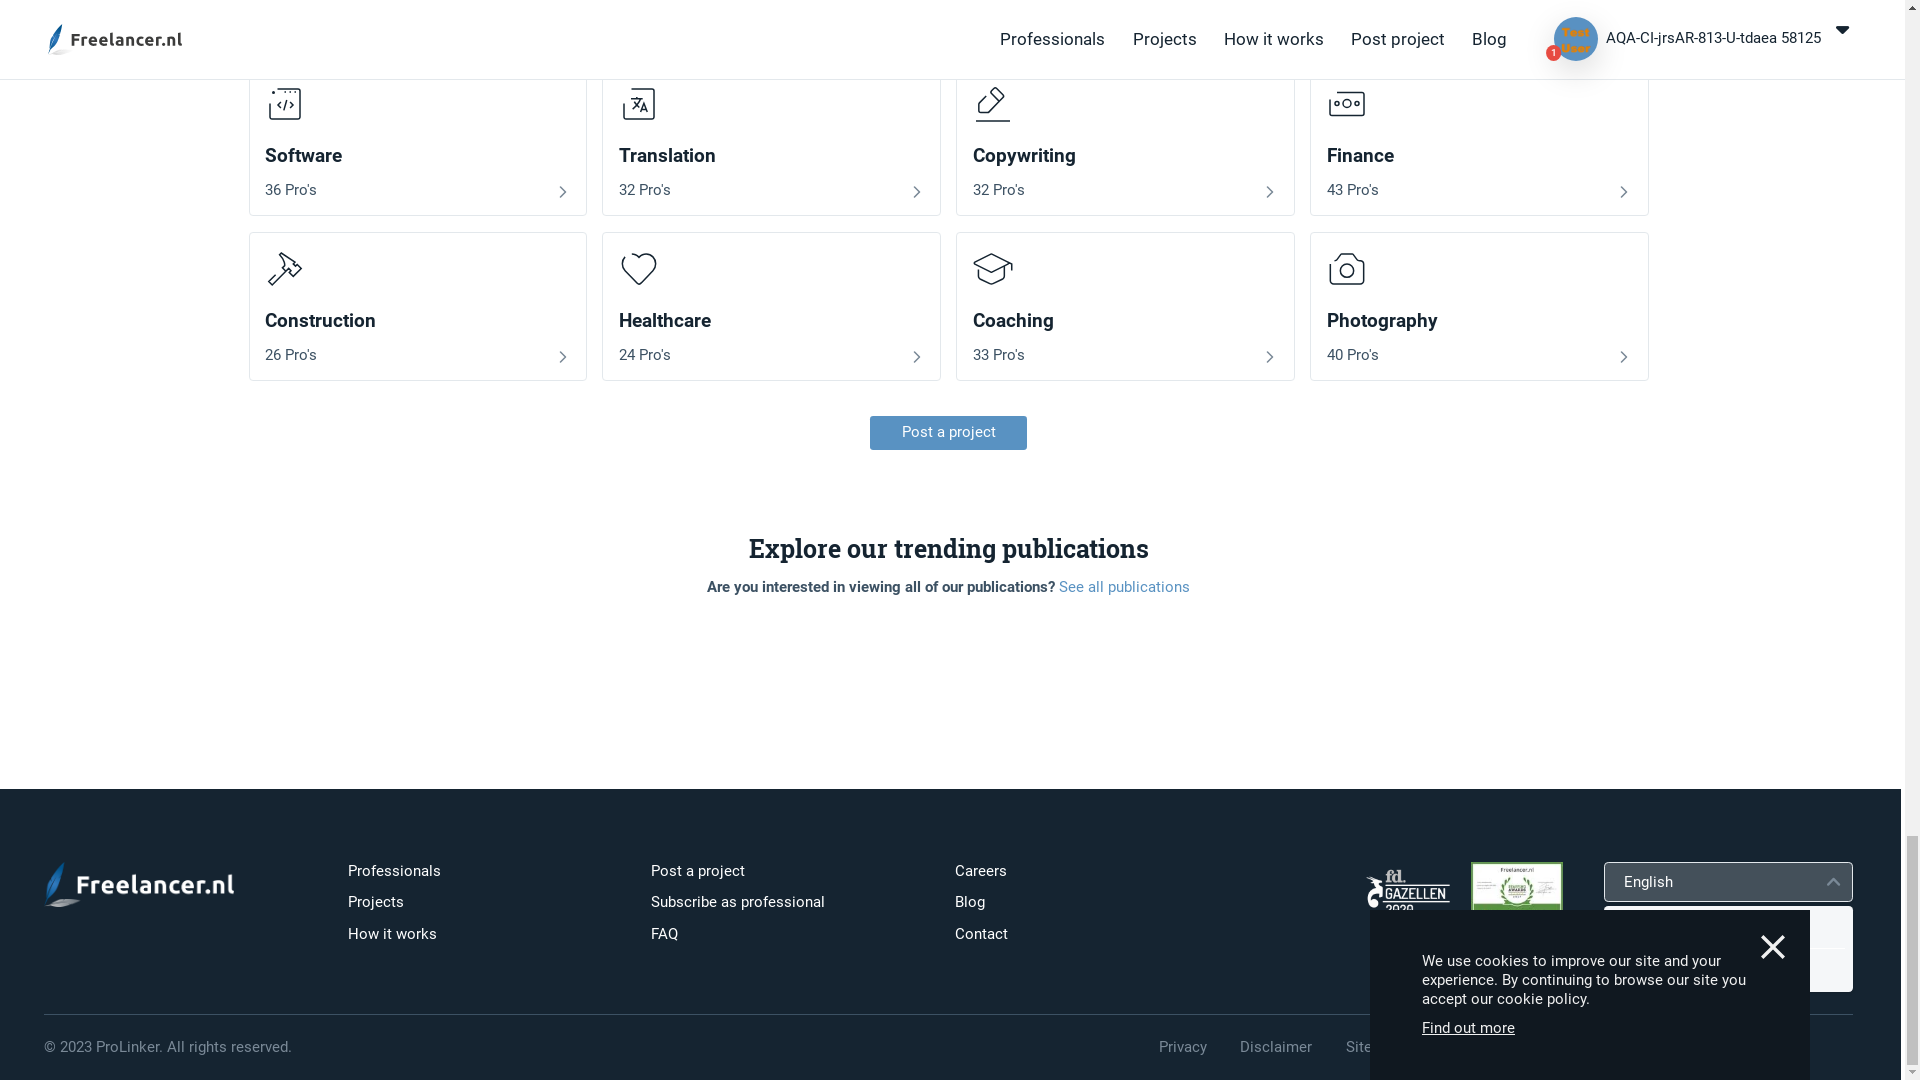 Freelancer.nl
Professionals
Projects
How it works
Post project
Blog
Test
User
1
AQA-CI-jrsAR-813-U-tdaea 58125
Software
36 Pro's
Translation
32 Pro's
Copywriting
32 Pro's
Finance
43 Pro's
Construction
26 Pro's
Healthcare
24 Pro's
Coaching
33 Pro's
Photography
40 Pro's
Post a project
Explore our trending publications
Are you interested in viewing all of our publications? See all publications
Freelancer.nl
Professionals
Projects
How it works
Post a project
Subscribe as professional
FAQ
Careers
Blog
Contact
fd.
GAZELLEN
2020
Freelancer.nl
English
We use cookies to improve our site and your
experience. By continuing to browse our site you
accept our cookie policy.
Find out more
© 2023 ProLinker. All rights reserved.
Privacy
Disclaimer
Site